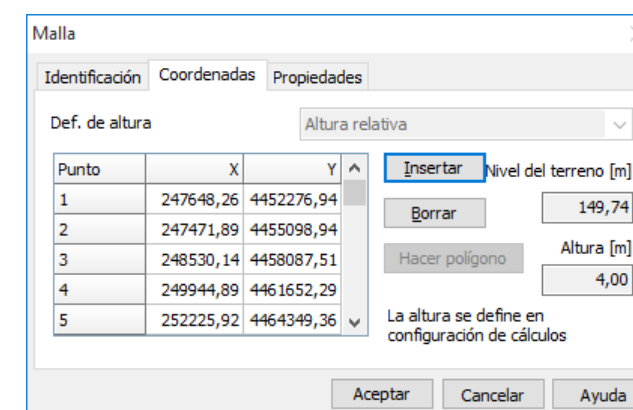 Malla
Identificación Coordenadas Propiedades
Def. de altura Altura relativa
Punto X Y
1 247648,26 4452276,94
2 247471,89 4455098,94
3 248530,14 4458087,51
4 249944,89 4461652,29
5 252225,92 4464349,36
Insertar Nivel del terreno [m]
Borrar 149,74
Hacer polígono Altura [m]
4,00
La altura se define en
configuración de cálculos
Aceptar Cancelar Ayuda